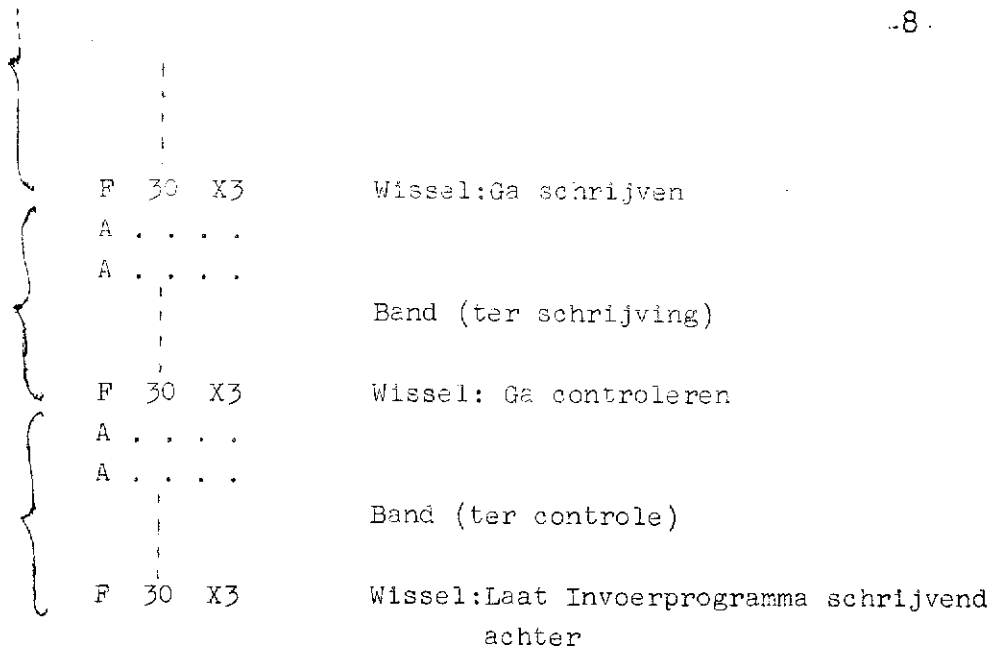 -8-
F 30 X3 Wissel:Ga schrijven
A . . . .
A . . . .
Band (ter schrijving)
F 30 X3 Wissel: Ga controleren
A . . . .
A . . . .
Band (ter controle)
F 30 X3 Wissel:Laat Invoerprogramma schrijvend
achter